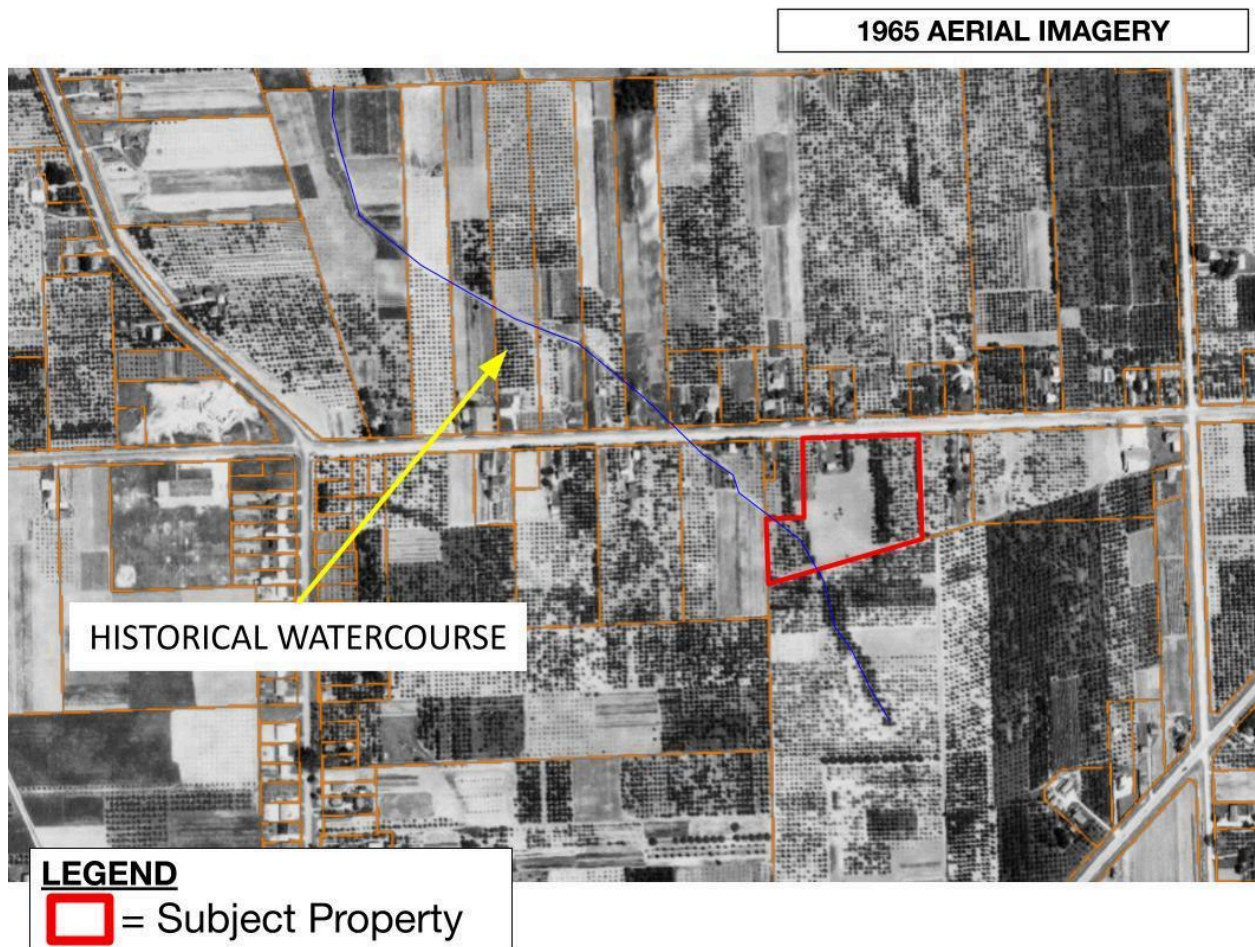 1965 AERIAL IMAGERY
HISTORICAL WATERCOURSE
LEGEND
= Subject Property